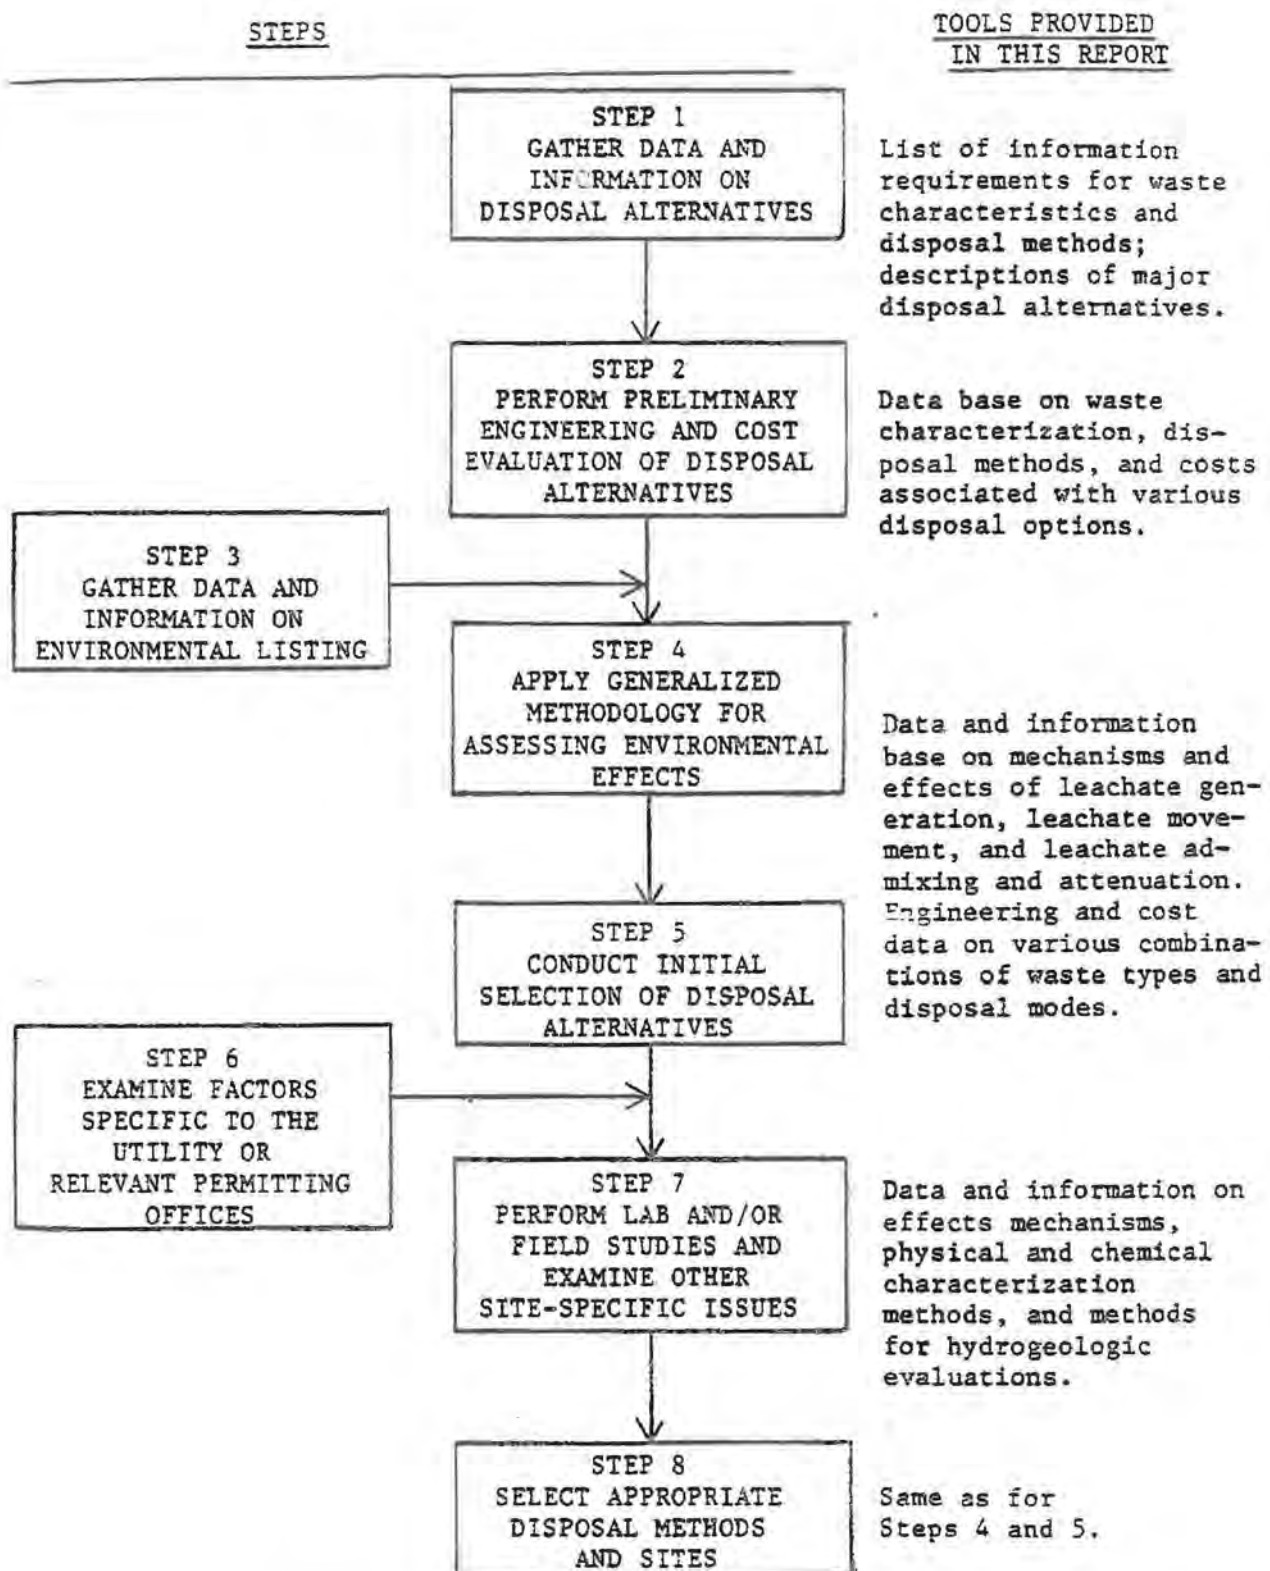 STEPS
TOOLS PROVIDED
IN THIS REPORT
STEP 1
GATHER DATA AND
INFORMATION ON
DISPOSAL ALTERNATIVES
List of information
requirements for waste
characteristics and
disposal methods;
descriptions of major
disposal alternatives.
STEP 2
PERFORM PRELIMINARY
ENGINEERING AND COST
EVALUATION OF DISPOSAL
ALTERNATIVES
Data base on waste
characterization, dis-
posal methods, and costs
associated with various
disposal options.
STEP 3
GATHER DATA AND
INFORMATION ON
ENVIRONMENTAL LISTING
STEP 4
APPLY GENERALIZED
METHODOLOGY FOR
ASSESSING ENVIRONMENTAL
EFFECTS
Data and information
base on mechanisms and
effects of leachate gen-
eration, leachate move-
ment, and leachate ad-
mixing and attenuation.
Engineering and cost
data on various combina-
tions of waste types and
disposal modes.
STEP 5
CONDUCT INITIAL
SELECTION OF DISPOSAL
ALTERNATIVES
STEP 6
EXAMINE FACTORS
SPECIFIC TO THE
UTILITY OR
RELEVANT PERMITTING
OFFICES
STEP 7
PERFORM LAB AND/OR
FIELD STUDIES AND
EXAMINE OTHER
SITE-SPECIFIC ISSUES
Data and information on
effects mechanisms,
physical and chemical
characterization
methods, and methods
for hydrogeologic
evaluations.
STEP 8
SELECT APPROPRIATE
DISPOSAL METHODS
AND SITES
Same as for
Steps 4 and 5.